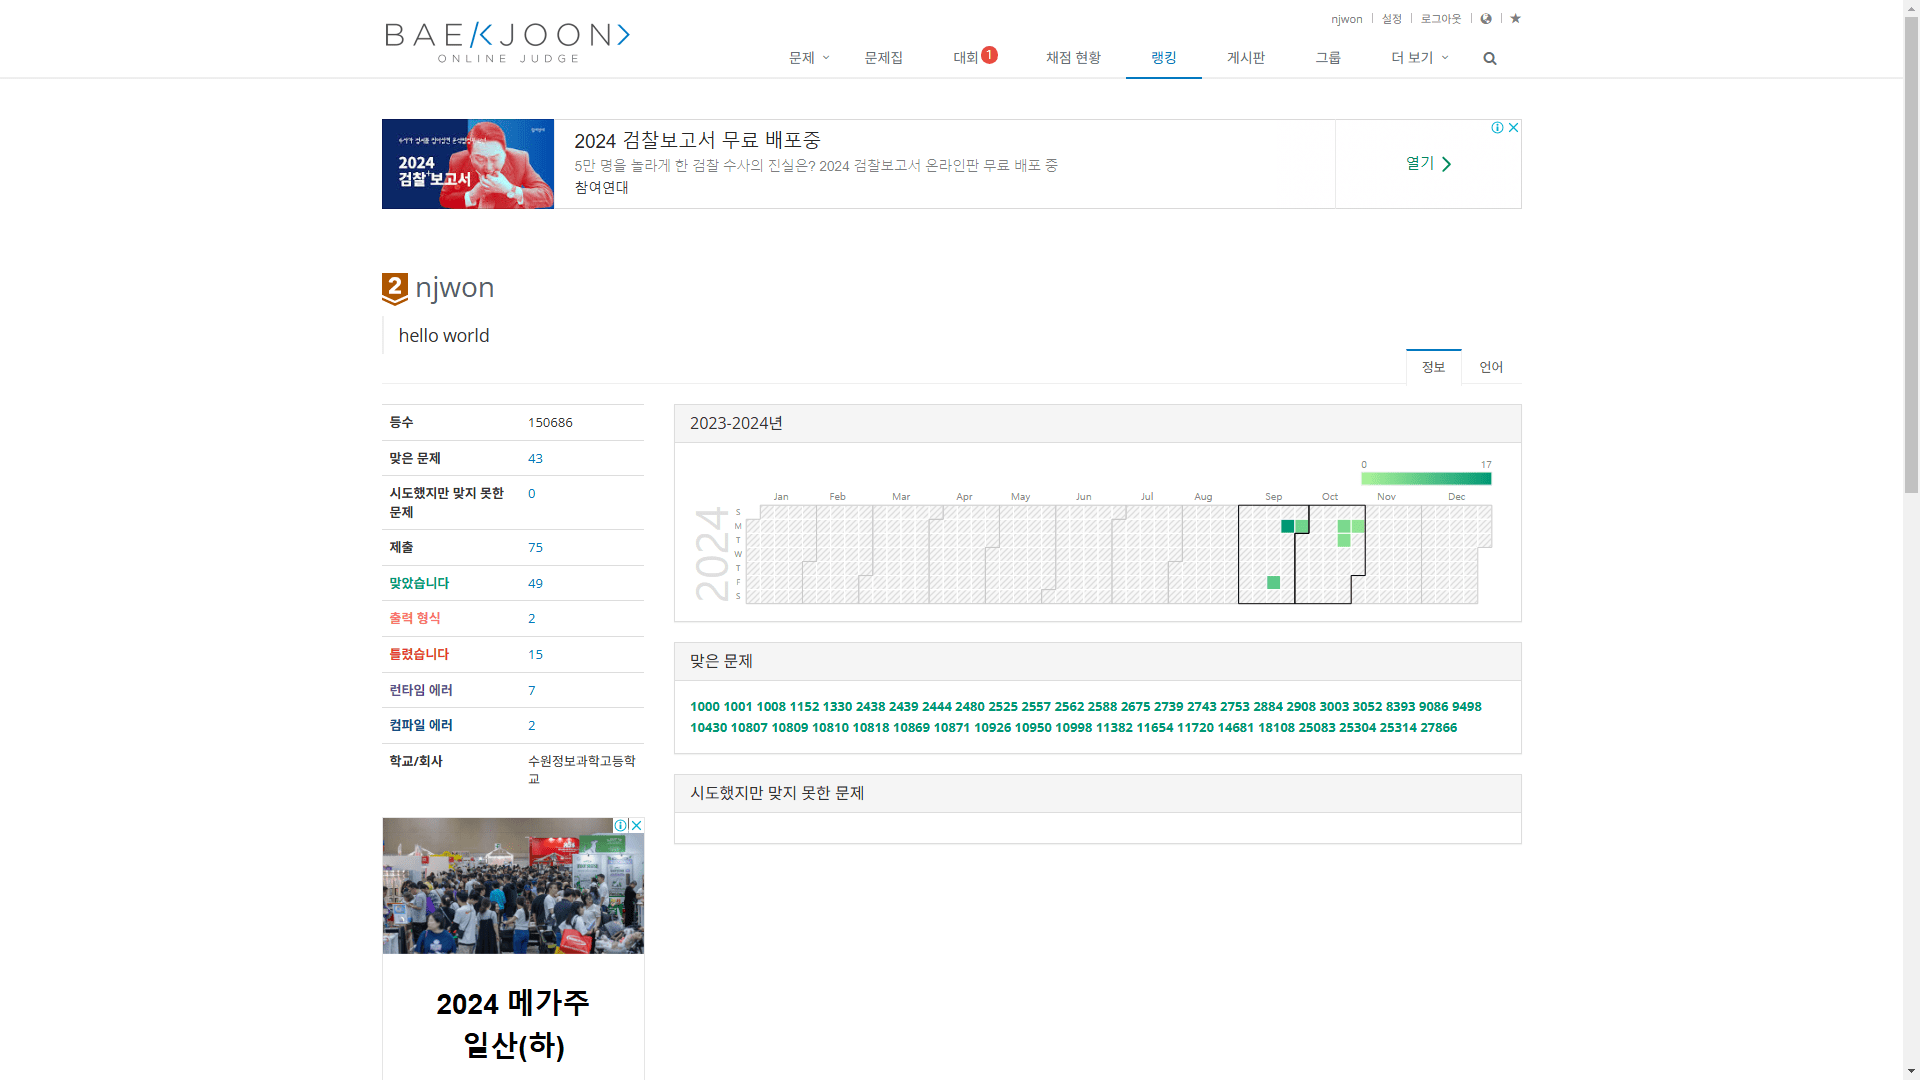 njwon 설정 로그아웃
BAEKJOON
ONLINE JUDGE
문제 문제집 대회 1 채점 현황 랭킹 게시판 그룹 더 보기
2024
검찰+보고서
2024 검찰보고서 무료 배포중
5만 명을 놀라게 한 검찰 수사의 진실은? 2024 검찰보고서 온라인판 무료 배포 중
참여연대
열기
2 njwon
hello world
정보 언어
등수 150686
맞은 문제 43
시도했지만 맞지 못한
문제 0
제출 75
맞았습니다 49
출력 형식 2
틀렸습니다 15
런타임 에러 7
컴파일 에러 2
학교/회사 수원정보과학고등학
교
2023-2024년
0 17
Jan Feb Mar Apr May Jun Jul Aug Sep Oct Nov Dec
2024
S
M
T
W
T
F
S
맞은 문제
1000 1001 1008 1152 1330 2438 2439 2444 2480 2525 2557 2562 2588 2675 2739 2743 2753 2884 2908 3003 3052 8393 9086 9498
10430 10807 10809 10810 10818 10869 10871 10926 10950 10998 11382 11654 11720 14681 18108 25083 25304 25314 27866
시도했지만 맞지 못한 문제
2024 메가주
일산(하)